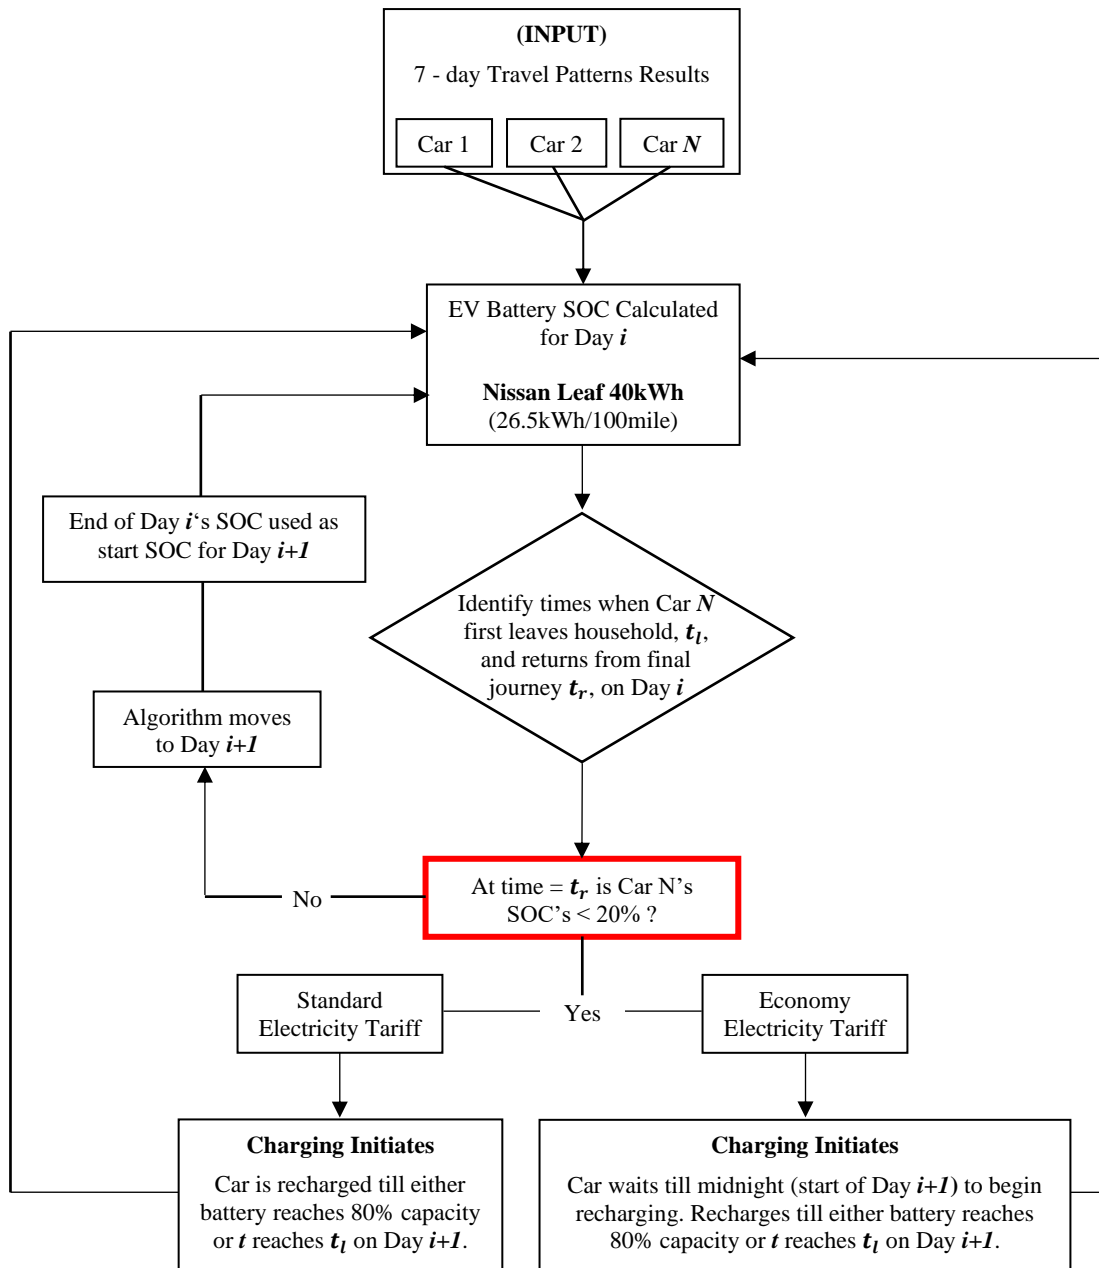 (INPUT)
7 - day Travel Patterns Results
Car 1
Car 2
Car N
EV Battery SOC Calculated
for Day i
Nissan Leaf 40kWh
(26.5kWh/100mile)
End of Day i‘s SOC used as
start SOC for Day i+1
Identify times when Car N
first leaves household, t_l,
and returns from final
journey t_r, on Day i
Algorithm moves
to Day i+1
At time = t_r is Car N’s
SOC’s < 20% ?
No
Yes
Standard
Electricity Tariff
Economy
Electricity Tariff
Charging Initiates
Car is recharged till either
battery reaches 80% capacity
or t reaches t_l on Day i+1.
Charging Initiates
Car waits till midnight (start of Day i+1) to begin
recharging. Recharges till either battery reaches
80% capacity or t reaches t_l on Day i+1.